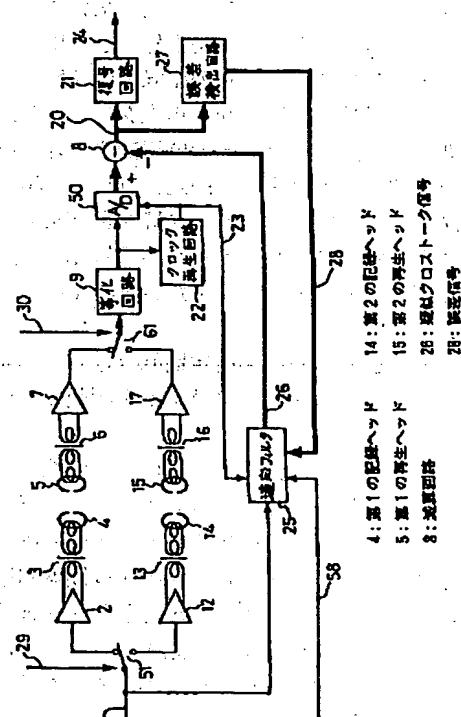 24
21
復号
回路
20
27
誤差
検出回路
8
−
+
−
50
A/D
23
28
9
等化
回路
クロック
再生回路
22
30
61
7
17
6
16
26
適応フィルタ
25
5
15
4
14
3
13
58
2
12
29
51
4:第1の記録ヘッド
5:第1の再生ヘッド
8:減算回路
14:第2の記録ヘッド
15:第2の再生ヘッド
26:疑似クロストーク信号
28:誤差信号